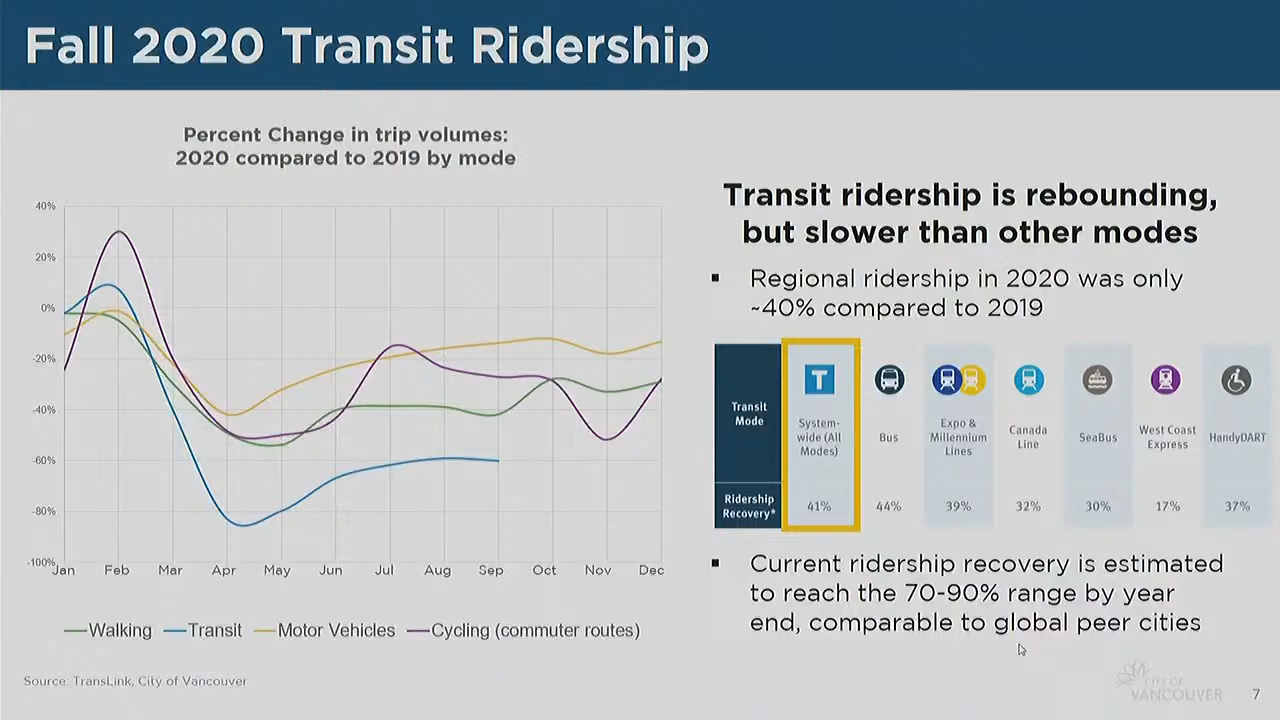 Fall 2020 Transit Ridership
Percent Change in trip volumes:
2020 compared to 2019 by mode
40%
20%
0%
-20%
-40%
-60%
-80%
-100%
Jan Feb Mar Apr May Jun Jul Aug Sep Oct Nov Dec
Walking Transit Motor Vehicles Cycling (commuter routes)
Source: TransLink, City of Vancouver
Transit ridership is rebounding,
but slower than other modes
▪ Regional ridership in 2020 was only
~40% compared to 2019
Transit
Mode
T
System-
wide (All
Modes)
Bus
Expo &
Millennium
Lines
Canada
Line
SeaBus
West Coast
Express
HandyDART
Ridership
Recovery*
41% 44% 39% 32% 30% 17% 37%
▪ Current ridership recovery is estimated
to reach the 70-90% range by year
end, comparable to global peer cities
CITY OF
VANCOUVER
7